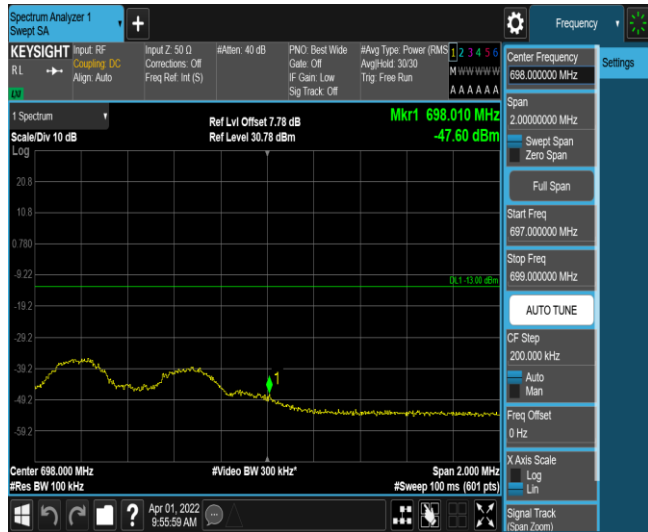 Spectrum Analyzer 1
Swept SA
+
Frequency
KEYSIGHT
RL
Input: RF
Coupling: DC
Align: Auto
Input Z: 50 Ω
Corrections: Off
Freq Ref: Int (S)
#Atten: 40 dB
PNO: Best Wide
Gate: Off
IF Gain: Low
Sig Track: Off
#Avg Type: Power (RMS
Avg|Hold: 30/30
Trig: Free Run
1 2 3 4 5 6
M W W W W W
A A A A A A
1 Spectrum
Scale/Div 10 dB
Log
Ref Lvl Offset 7.78 dB
Ref Level 30.78 dBm
Mkr1 698.010 MHz
-47.60 dBm
20.8
10.8
0.780
-9.22
DL1 -13.00 dBm
-19.2
-29.2
-39.2
-49.2
-59.2
1
Center 698.000 MHz
#Video BW 300 kHz*
Span 2.000 MHz
#Res BW 100 kHz
#Sweep 100 ms (601 pts)
Center Frequency
698.000000 MHz
Settings
Span
2.00000000 MHz
Swept Span
Zero Span
Full Span
Start Freq
697.000000 MHz
Stop Freq
699.000000 MHz
AUTO TUNE
CF Step
200.000 kHz
Auto
Man
Freq Offset
0 Hz
X Axis Scale
Log
Lin
Signal Track
(Span Zoom)
?
Apr 01, 2022
9:55:59 AM